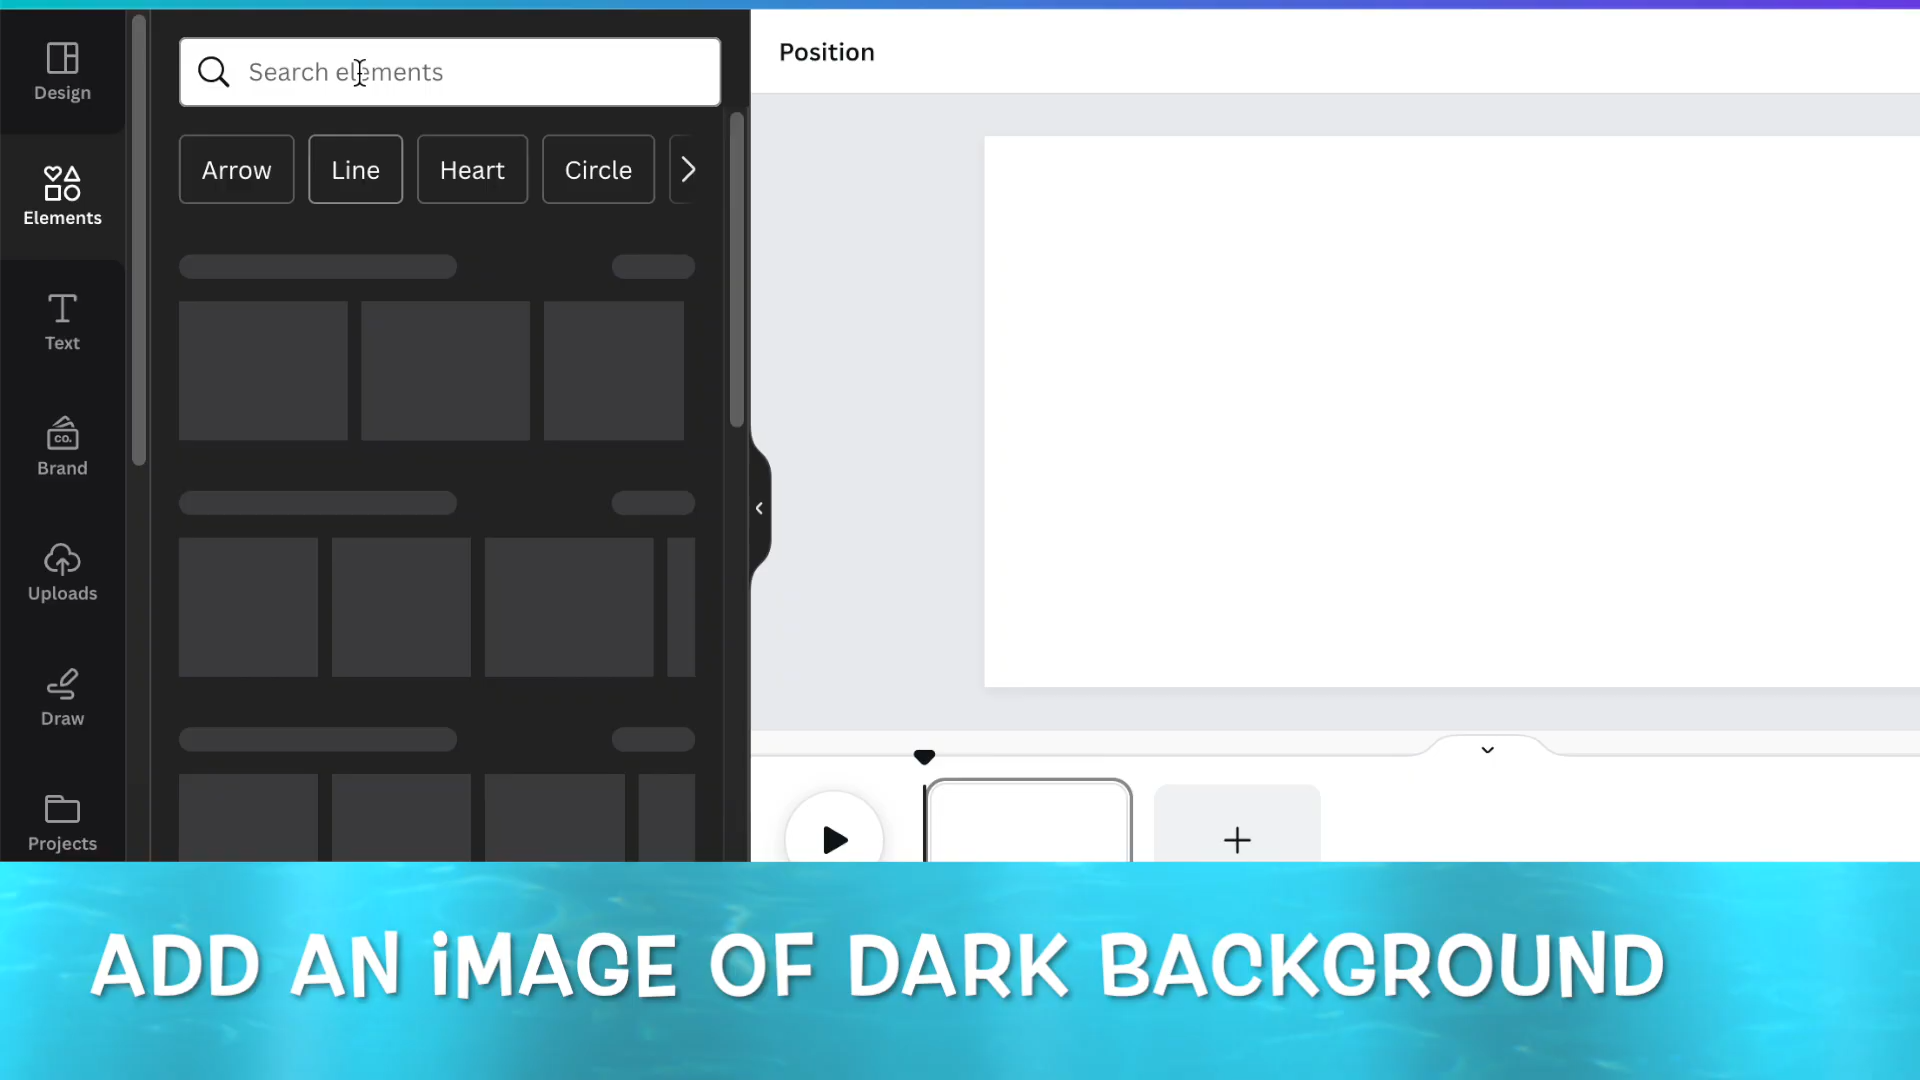 Design
Elements
Text
CO.
Brand
Uploads
Draw
Projects
Search elements
Arrow
Line
Heart
Circle
Position
ADD AN iMAGE OF DARK BACKGROUND